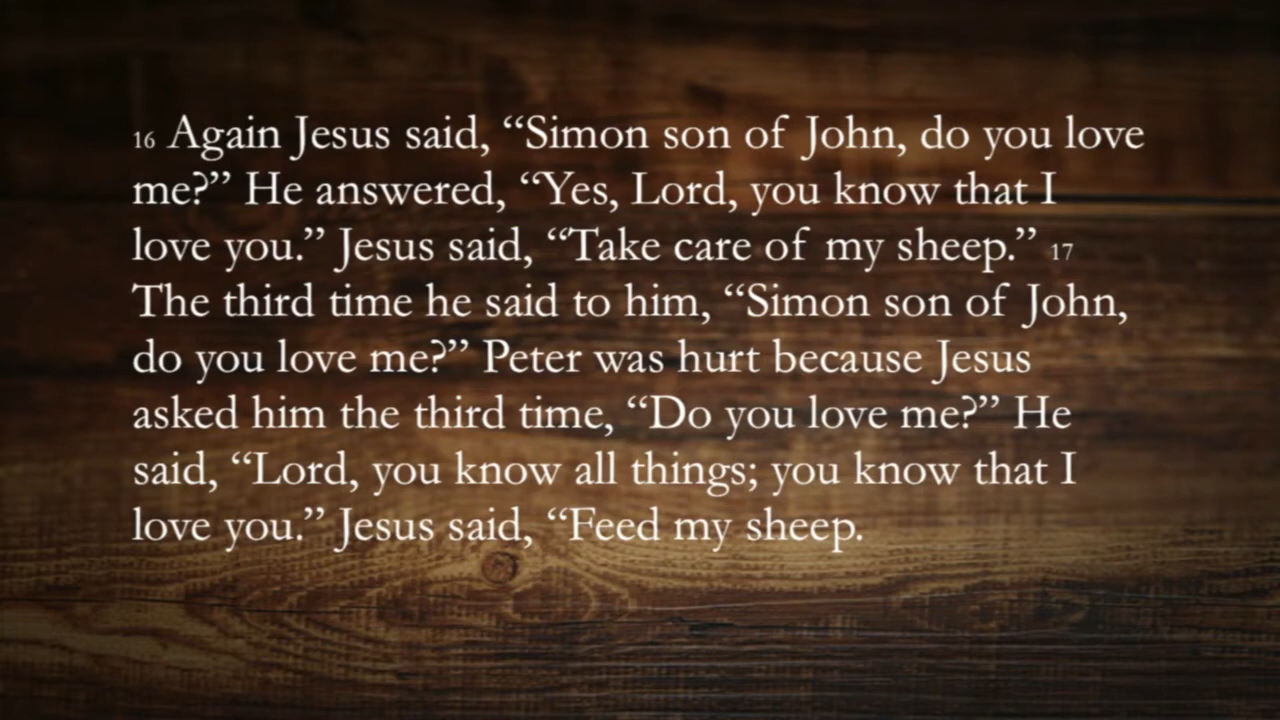 16 Again Jesus said, “Simon son of John, do you love
me?” He answered, “Yes, Lord, you know that I
love you.” Jesus said, “Take care of my sheep.” 17
The third time he said to him, “Simon son of John,
do you love me?” Peter was hurt because Jesus
asked him the third time, “Do you love me?” He
said, “Lord, you know all things; you know that I
love you.” Jesus said, “Feed my sheep.